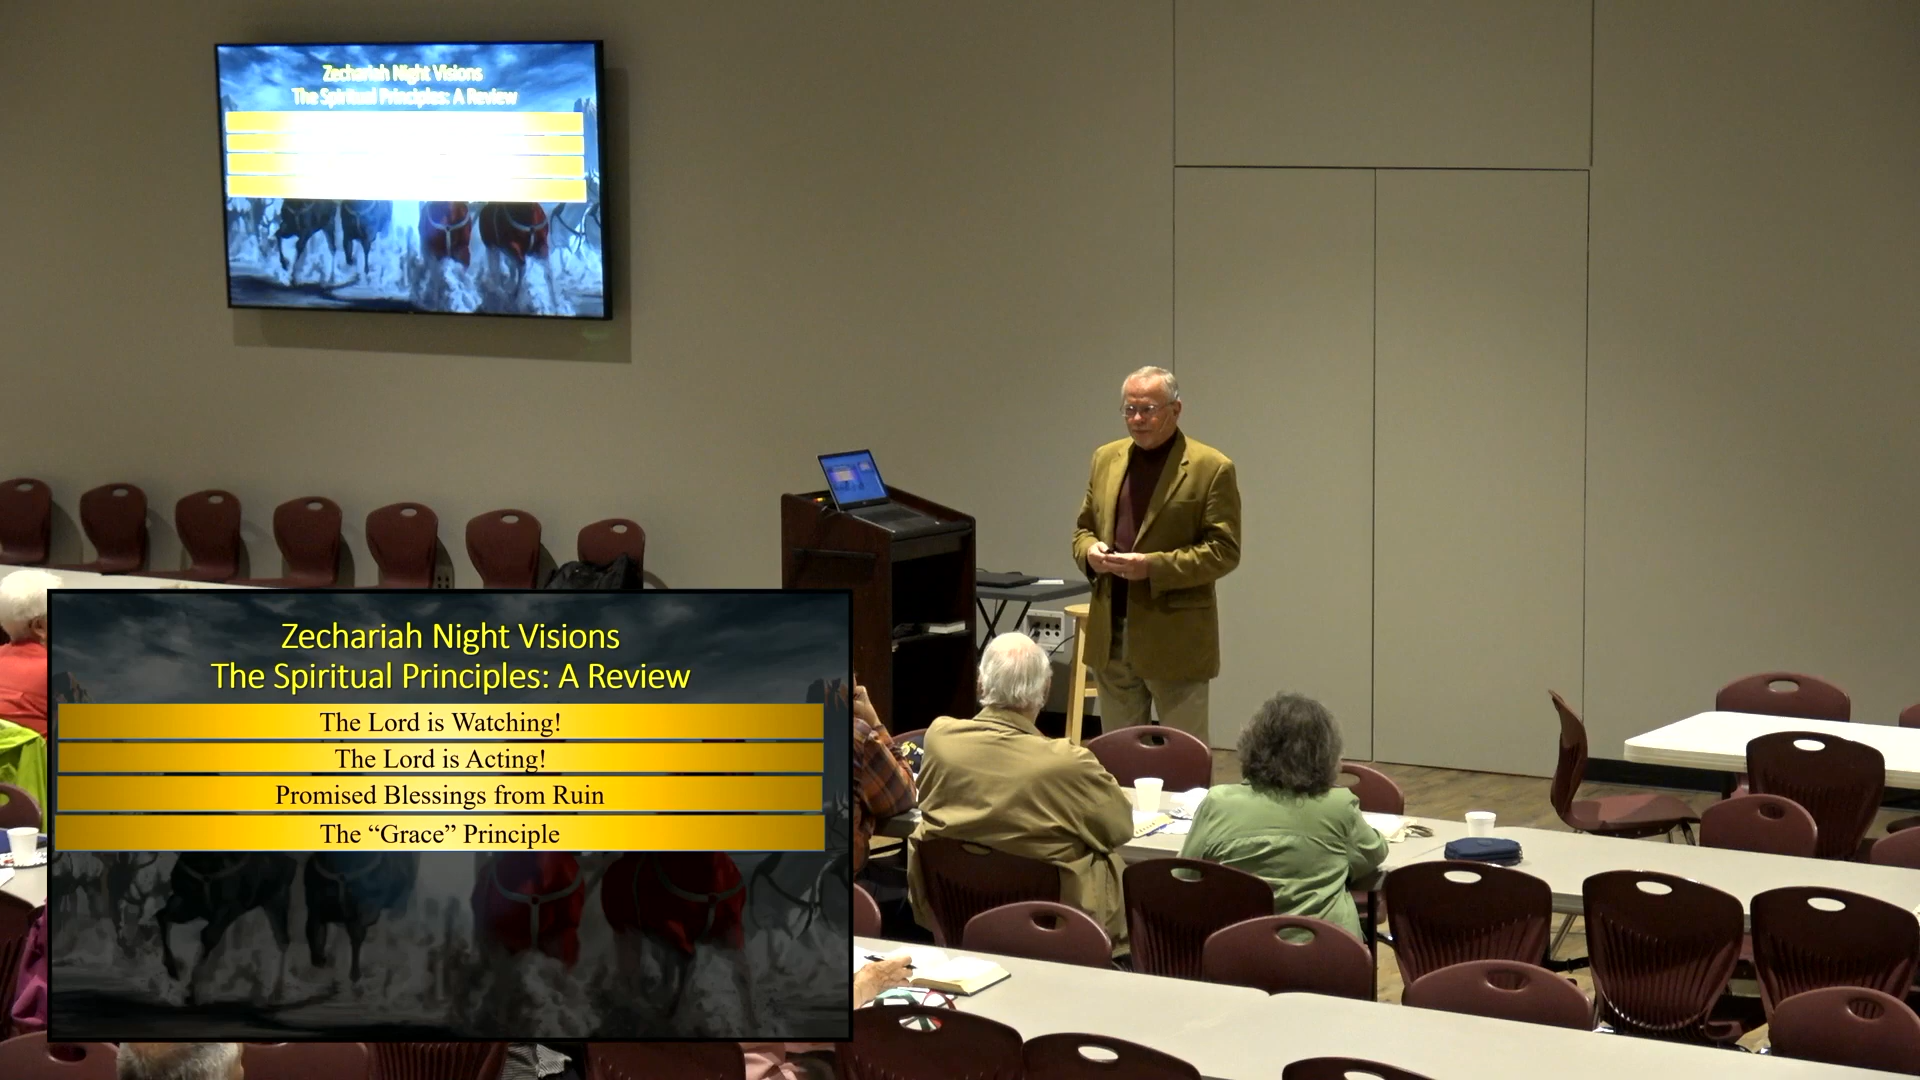 Zechariah Night Visions
The Spiritual Principles: A Review
Zechariah Night Visions
The Spiritual Principles: A Review
The Lord is Watching!
The Lord is Acting!
Promised Blessings from Ruin
The “Grace” Principle